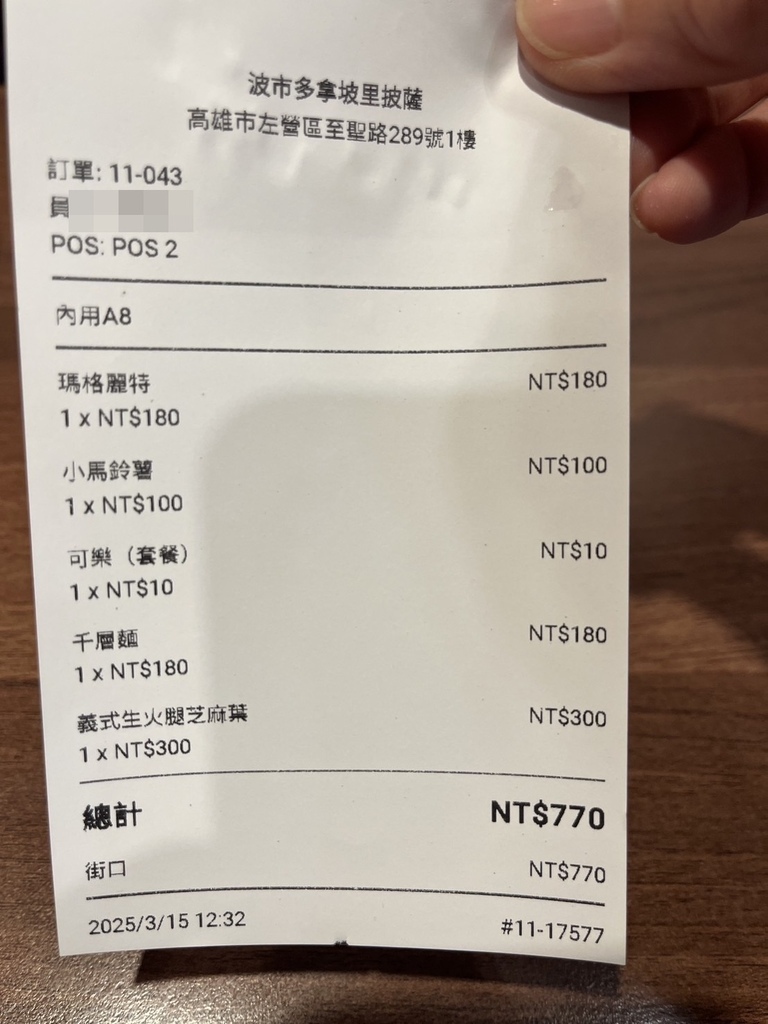 波市多拿坡里披薩
高雄市左營區至聖路289號1樓
訂單: 11-043
員
POS: POS 2
內用A8
瑪格麗特 NT$180
1 x NT$180
小馬鈴薯 NT$100
1 x NT$100
可樂（套餐） NT$10
1 x NT$10
千層麵 NT$180
1 x NT$180
義式生火腿芝麻葉 NT$300
1 x NT$300
總計 NT$770
街口 NT$770
2025/3/15 12:32 #11-17577